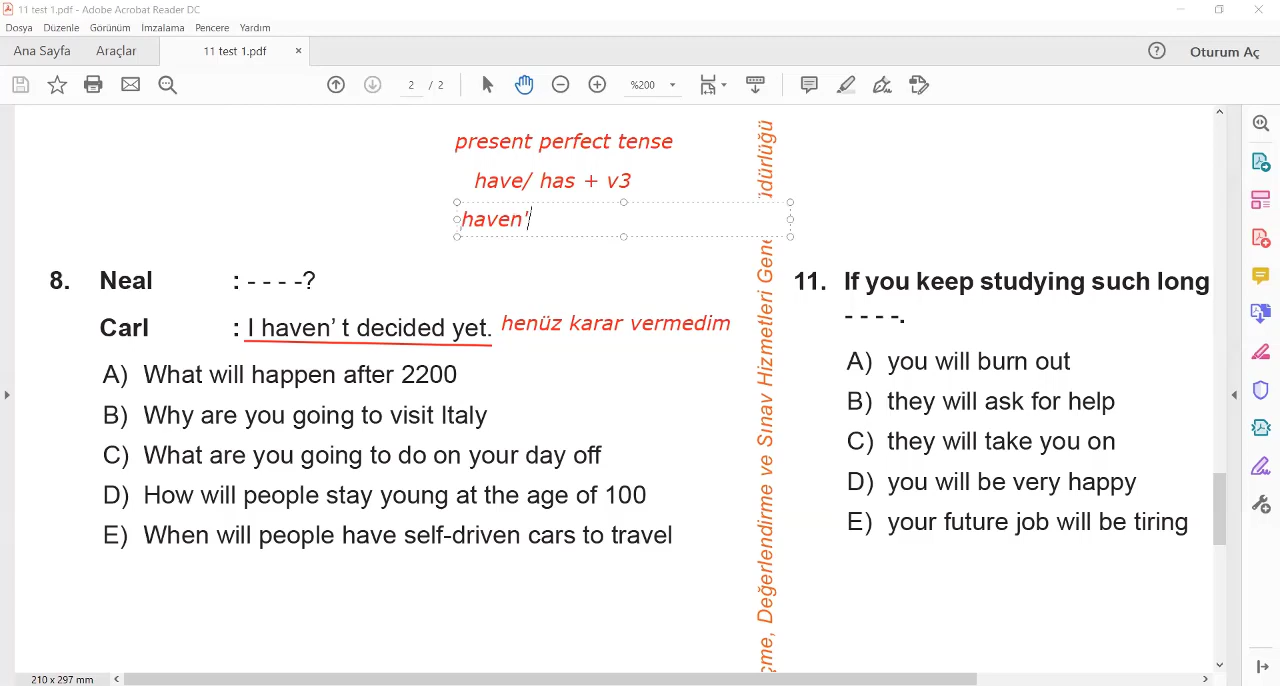 11 test 1.pdf - Adobe Acrobat Reader DC
Dosya Düzenle Görünüm İmzalama Pencere Yardım
Ana Sayfa Araçlar 11 test 1.pdf × Oturum Aç
2 / 2 %200
present perfect tense
have/ has + v3
haven'
8. Neal : - - - -?
Carl : I haven' t decided yet. henüz karar vermedim
A) What will happen after 2200
B) Why are you going to visit Italy
C) What are you going to do on your day off
D) How will people stay young at the age of 100
E) When will people have self-driven cars to travel
Değerlendirme ve Sınav Hizmetleri
11. If you keep studying such long
- - - -.
A) you will burn out
B) they will ask for help
C) they will take you on
D) you will be very happy
E) your future job will be tiring
210 x 297 mm